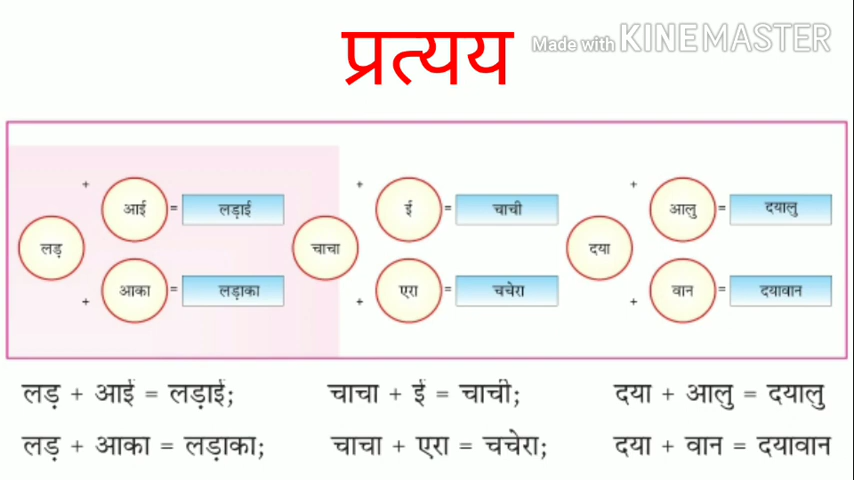 प्रत्यय
Made with KINEMASTER
+ आई = लड़ाई + ई = चाची + आलु = दयालु
लड़ चाचा दया
+ आका = लड़ाका + एरा = चचेरा + वान = दयावान
लड़ + आई = लड़ाई; चाचा + ई = चाची; दया + आलु = दयालु
लड़ + आका = लड़ाका; चाचा + एरा = चचेरा; दया + वान = दयावान